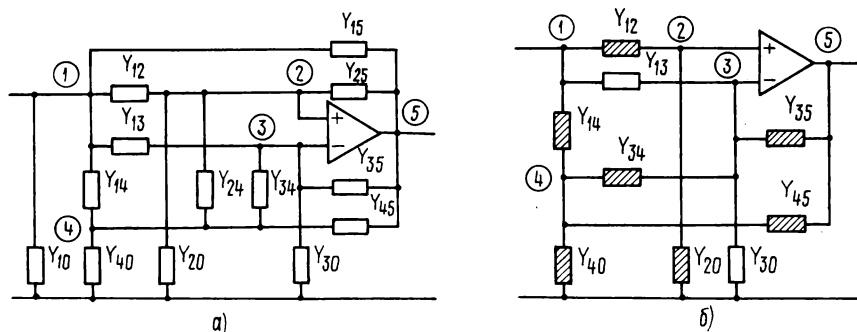 Y15
1 Y12 2 Y25
Y13 3 + − 5
Y35
Y14 Y24 Y34 Y45
4
Y10 Y40 Y20 Y30
а)
1 Y12 2 + 5
Y13 3 −
Y14 Y35
Y34
4 Y45
Y40 Y20 Y30
б)